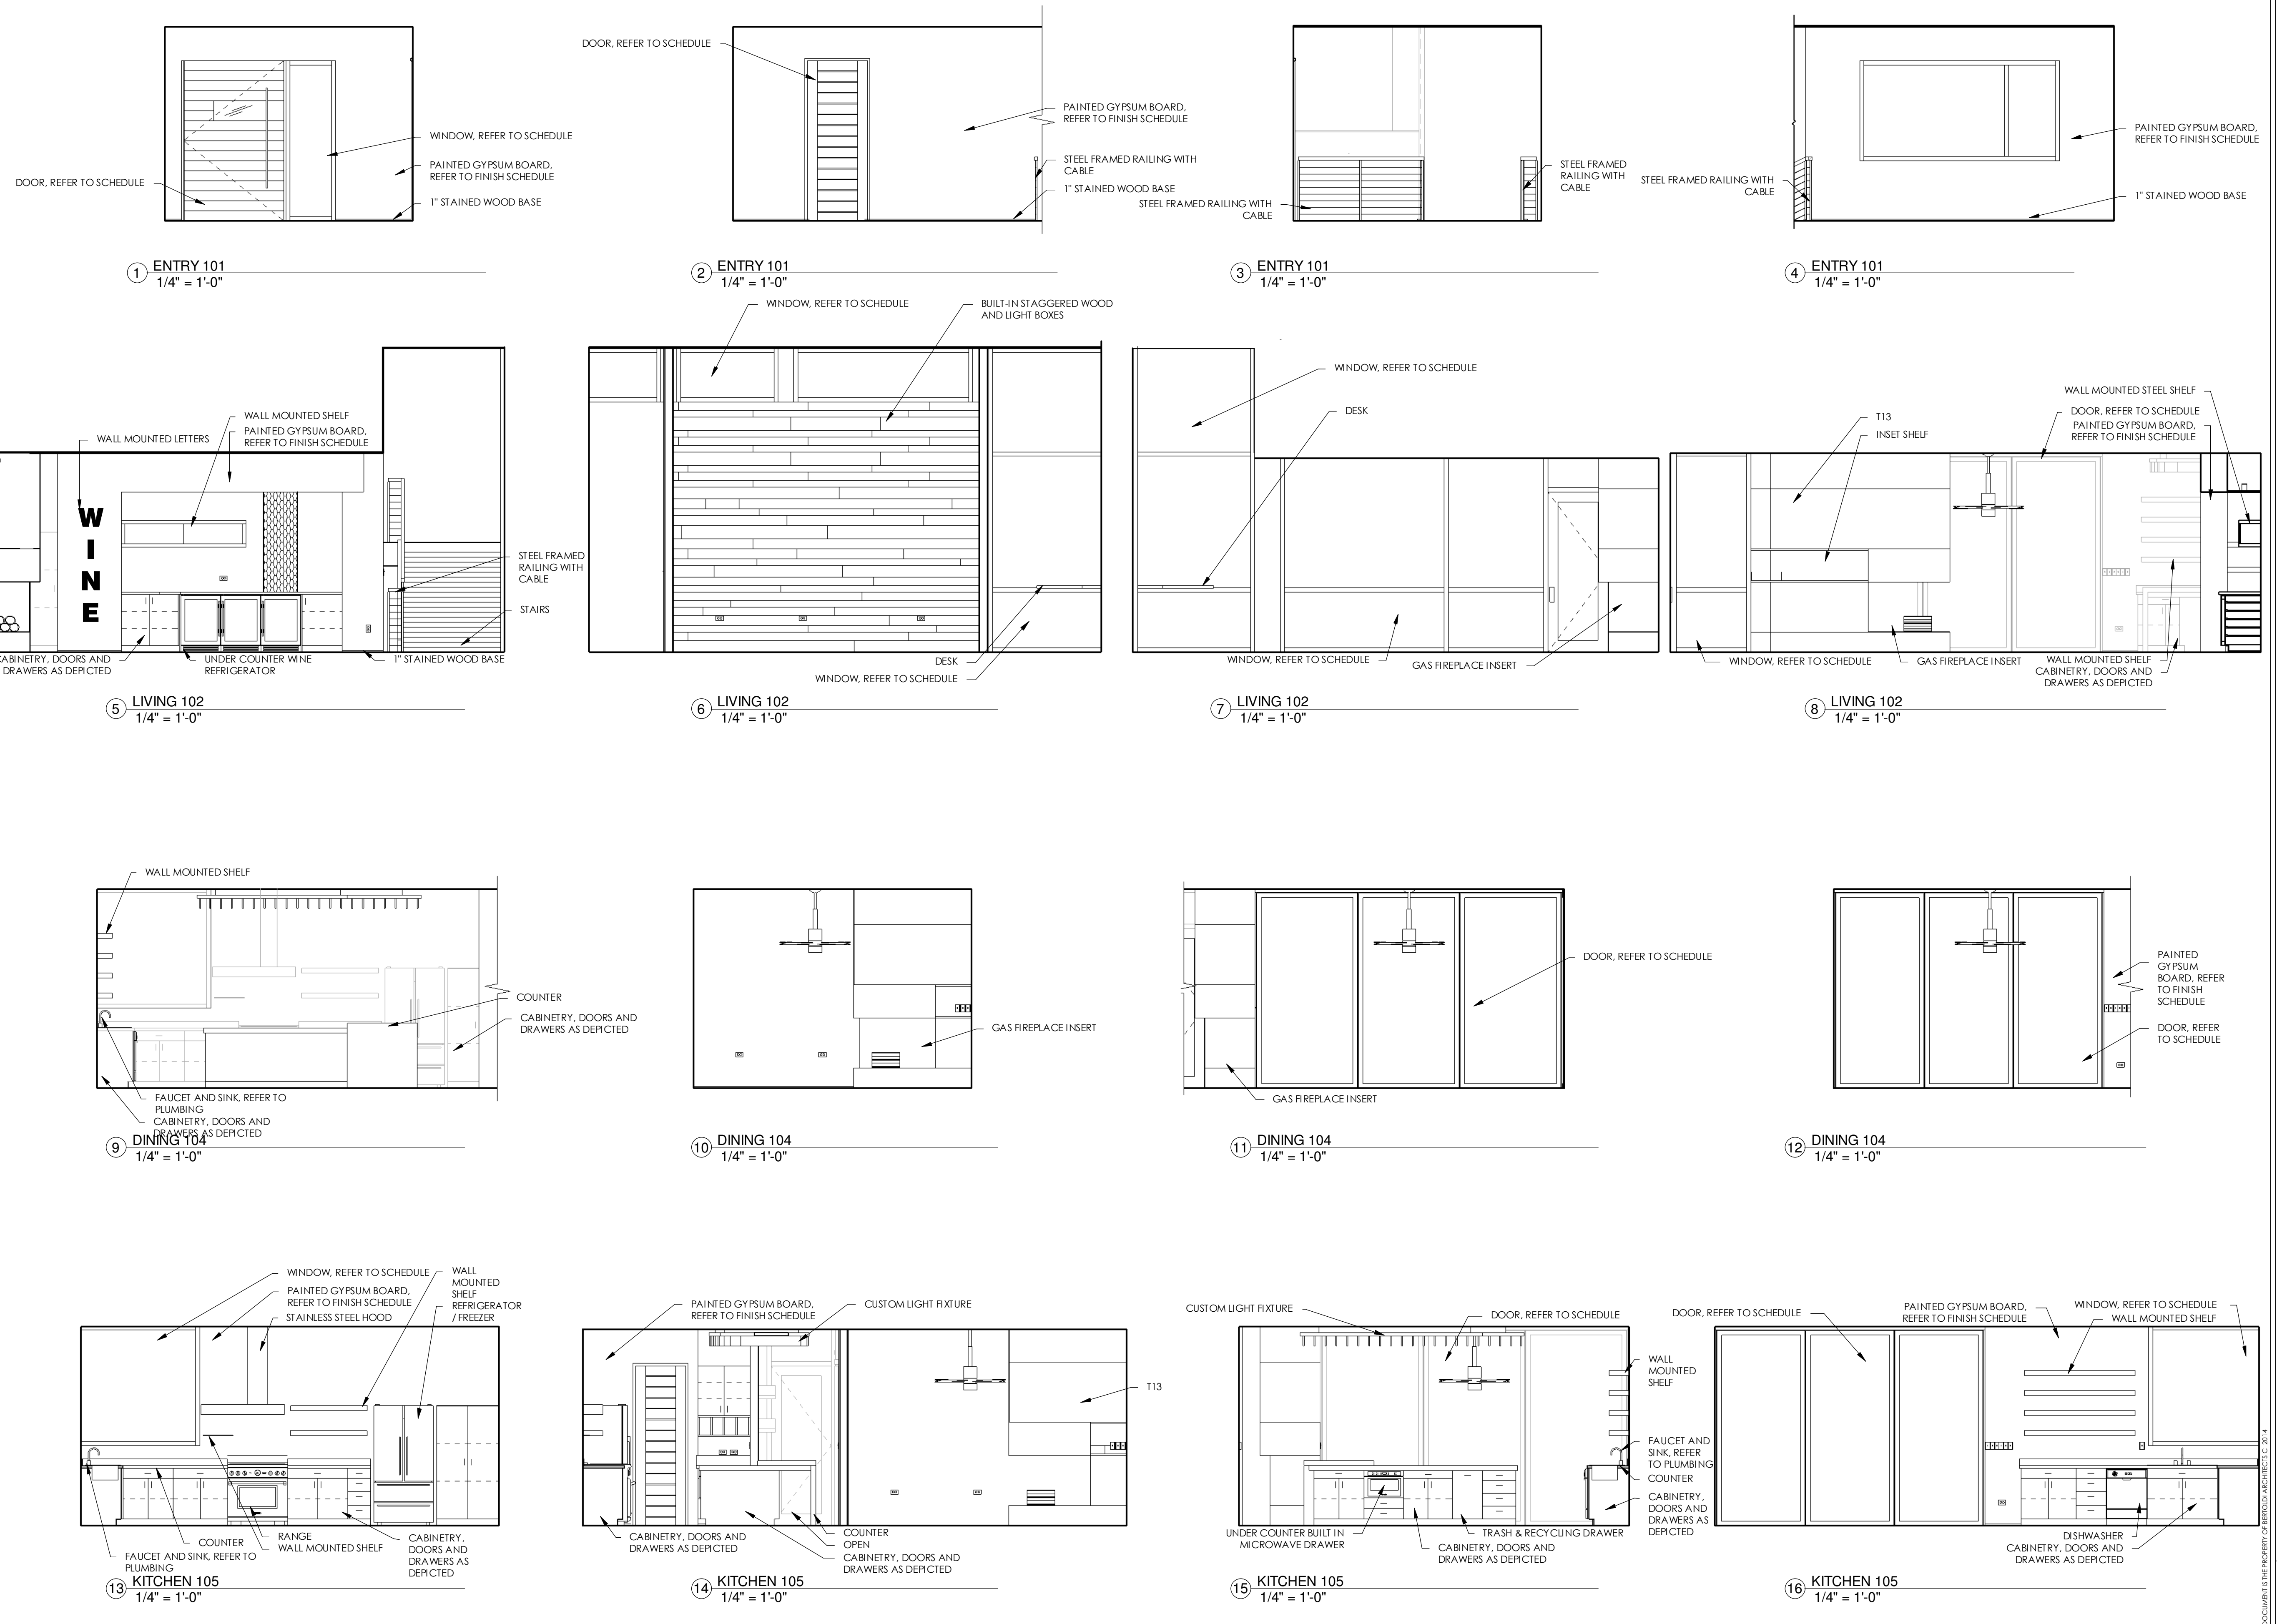 DOOR, REFER TO SCHEDULE
WINDOW, REFER TO SCHEDULE
PAINTED GYPSUM BOARD,
REFER TO FINISH SCHEDULE
1" STAINED WOOD BASE
1 ENTRY 101
1/4" = 1'-0"
DOOR, REFER TO SCHEDULE
PAINTED GYPSUM BOARD,
REFER TO FINISH SCHEDULE
STEEL FRAMED RAILING WITH
CABLE
1" STAINED WOOD BASE
2 ENTRY 101
1/4" = 1'-0"
STEEL FRAMED RAILING WITH
CABLE
STEEL FRAMED
RAILING WITH
CABLE
3 ENTRY 101
1/4" = 1'-0"
STEEL FRAMED RAILING WITH
CABLE
PAINTED GYPSUM BOARD,
REFER TO FINISH SCHEDULE
1" STAINED WOOD BASE
4 ENTRY 101
1/4" = 1'-0"
WALL MOUNTED SHELF
PAINTED GYPSUM BOARD,
REFER TO FINISH SCHEDULE
WALL MOUNTED LETTERS
W
I
N
E
STEEL FRAMED
RAILING WITH
CABLE
STAIRS
CABINETRY, DOORS AND
DRAWERS AS DEPICTED
UNDER COUNTER WINE
REFRIGERATOR
1" STAINED WOOD BASE
5 LIVING 102
1/4" = 1'-0"
WINDOW, REFER TO SCHEDULE
BUILT-IN STAGGERED WOOD
AND LIGHT BOXES
DESK
WINDOW, REFER TO SCHEDULE
6 LIVING 102
1/4" = 1'-0"
WINDOW, REFER TO SCHEDULE
DESK
WINDOW, REFER TO SCHEDULE
GAS FIREPLACE INSERT
7 LIVING 102
1/4" = 1'-0"
WALL MOUNTED STEEL SHELF
DOOR, REFER TO SCHEDULE
PAINTED GYPSUM BOARD,
REFER TO FINISH SCHEDULE
T13
INSET SHELF
WINDOW, REFER TO SCHEDULE
GAS FIREPLACE INSERT
WALL MOUNTED SHELF
CABINETRY, DOORS AND
DRAWERS AS DEPICTED
8 LIVING 102
1/4" = 1'-0"
WALL MOUNTED SHELF
COUNTER
CABINETRY, DOORS AND
DRAWERS AS DEPICTED
FAUCET AND SINK, REFER TO
PLUMBING
CABINETRY, DOORS AND
DRAWERS AS DEPICTED
9 DINING 104
1/4" = 1'-0"
GAS FIREPLACE INSERT
10 DINING 104
1/4" = 1'-0"
DOOR, REFER TO SCHEDULE
GAS FIREPLACE INSERT
11 DINING 104
1/4" = 1'-0"
PAINTED
GYPSUM
BOARD, REFER
TO FINISH
SCHEDULE
DOOR, REFER
TO SCHEDULE
12 DINING 104
1/4" = 1'-0"
WINDOW, REFER TO SCHEDULE
PAINTED GYPSUM BOARD,
REFER TO FINISH SCHEDULE
STAINLESS STEEL HOOD
WALL
MOUNTED
SHELF
REFRIGERATOR
/ FREEZER
COUNTER
FAUCET AND SINK, REFER TO
PLUMBING
RANGE
WALL MOUNTED SHELF
CABINETRY,
DOORS AND
DRAWERS AS
DEPICTED
13 KITCHEN 105
1/4" = 1'-0"
PAINTED GYPSUM BOARD,
REFER TO FINISH SCHEDULE
CUSTOM LIGHT FIXTURE
T13
CABINETRY, DOORS AND
DRAWERS AS DEPICTED
COUNTER
OPEN
CABINETRY, DOORS AND
DRAWERS AS DEPICTED
14 KITCHEN 105
1/4" = 1'-0"
CUSTOM LIGHT FIXTURE
DOOR, REFER TO SCHEDULE
WALL
MOUNTED
SHELF
FAUCET AND
SINK, REFER
TO PLUMBING
COUNTER
CABINETRY,
DOORS AND
DRAWERS AS
DEPICTED
UNDER COUNTER BUILT IN
MICROWAVE DRAWER
TRASH & RECYCLING DRAWER
CABINETRY, DOORS AND
DRAWERS AS DEPICTED
15 KITCHEN 105
1/4" = 1'-0"
DOOR, REFER TO SCHEDULE
PAINTED GYPSUM BOARD,
REFER TO FINISH SCHEDULE
WINDOW, REFER TO SCHEDULE
WALL MOUNTED SHELF
DISHWASHER
CABINETRY, DOORS AND
DRAWERS AS DEPICTED
16 KITCHEN 105
1/4" = 1'-0"
DOCUMENT IS THE PROPERTY OF BERTOLDI ARCHITECTS C 2014